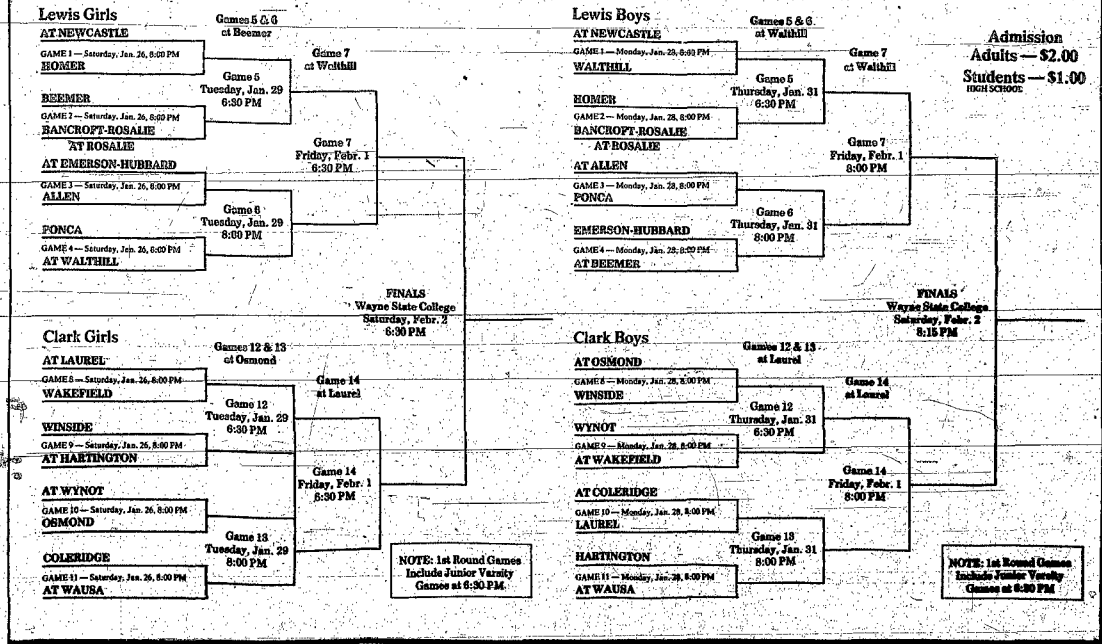 Lewis Girls
AT NEWCASTLE
GAME 1 — Saturday, Jan. 26, 8:00 PM
HOMER
BEEMER
GAME 2 — Saturday, Jan. 26, 8:00 PM
BANCROFT-ROSALIE
AT ROSALIE
AT EMERSON-HUBBARD
GAME 3 — Saturday, Jan. 26, 8:00 PM
ALLEN
PONCA
GAME 4 — Saturday, Jan. 26, 8:00 PM
AT WALTHILL
Games 5 & 6
at Beemer
Game 5
Tuesday, Jan. 29
6:30 PM
Game 6
Tuesday, Jan. 29
8:00 PM
Game 7
at Walthill
Game 7
Friday, Febr. 1
6:30 PM
FINALS
Wayne State College
Saturday, Febr. 2
6:30 PM
Clark Girls
AT LAUREL
GAME 8 — Saturday, Jan. 26, 8:00 PM
WAKEFIELD
WINSIDE
GAME 9 — Saturday, Jan. 26, 8:00 PM
AT HARTINGTON
AT WYNOT
GAME 10 — Saturday, Jan. 26, 8:00 PM
OSMOND
COLERIDGE
GAME 11 — Saturday, Jan. 26, 8:00 PM
AT WAUSA
Games 12 & 13
at Osmond
Game 12
Tuesday, Jan. 29
6:30 PM
Game 13
Tuesday, Jan. 29
8:00 PM
Game 14
at Laurel
Game 14
Friday, Febr. 1
6:30 PM
NOTE: 1st Round Games
Include Junior Varsity
Games at 6:30 PM
Lewis Boys
AT NEWCASTLE
GAME 1 — Monday, Jan. 28, 8:00 PM
WALTHILL
HOMER
GAME 2 — Monday, Jan. 28, 8:00 PM
BANCROFT-ROSALIE
AT ROSALIE
AT ALLEN
GAME 3 — Monday, Jan. 28, 8:00 PM
PONCA
EMERSON-HUBBARD
GAME 4 — Monday, Jan. 28, 8:00 PM
AT BEEMER
Games 5 & 6
at Walthill
Game 5
Thursday, Jan. 31
6:30 PM
Game 6
Thursday, Jan. 31
8:00 PM
Game 7
at Walthill
Game 7
Friday, Febr. 1
8:00 PM
Admission
Adults — $2.00
Students — $1.00
HIGH SCHOOL
FINALS
Wayne State College
Saturday, Febr. 2
8:15 PM
Clark Boys
AT OSMOND
GAME 8 — Monday, Jan. 28, 8:00 PM
WINSIDE
WYNOT
GAME 9 — Monday, Jan. 28, 8:00 PM
AT WAKEFIELD
AT COLERIDGE
GAME 10 — Monday, Jan. 28, 8:00 PM
LAUREL
HARTINGTON
GAME 11 — Monday, Jan. 28, 8:00 PM
AT WAUSA
Games 12 & 13
at Laurel
Game 12
Thursday, Jan. 31
6:30 PM
Game 13
Thursday, Jan. 31
8:00 PM
Game 14
at Laurel
Game 14
Friday, Febr. 1
8:00 PM
NOTE: 1st Round Games
Include Junior Varsity
Games at 6:30 PM